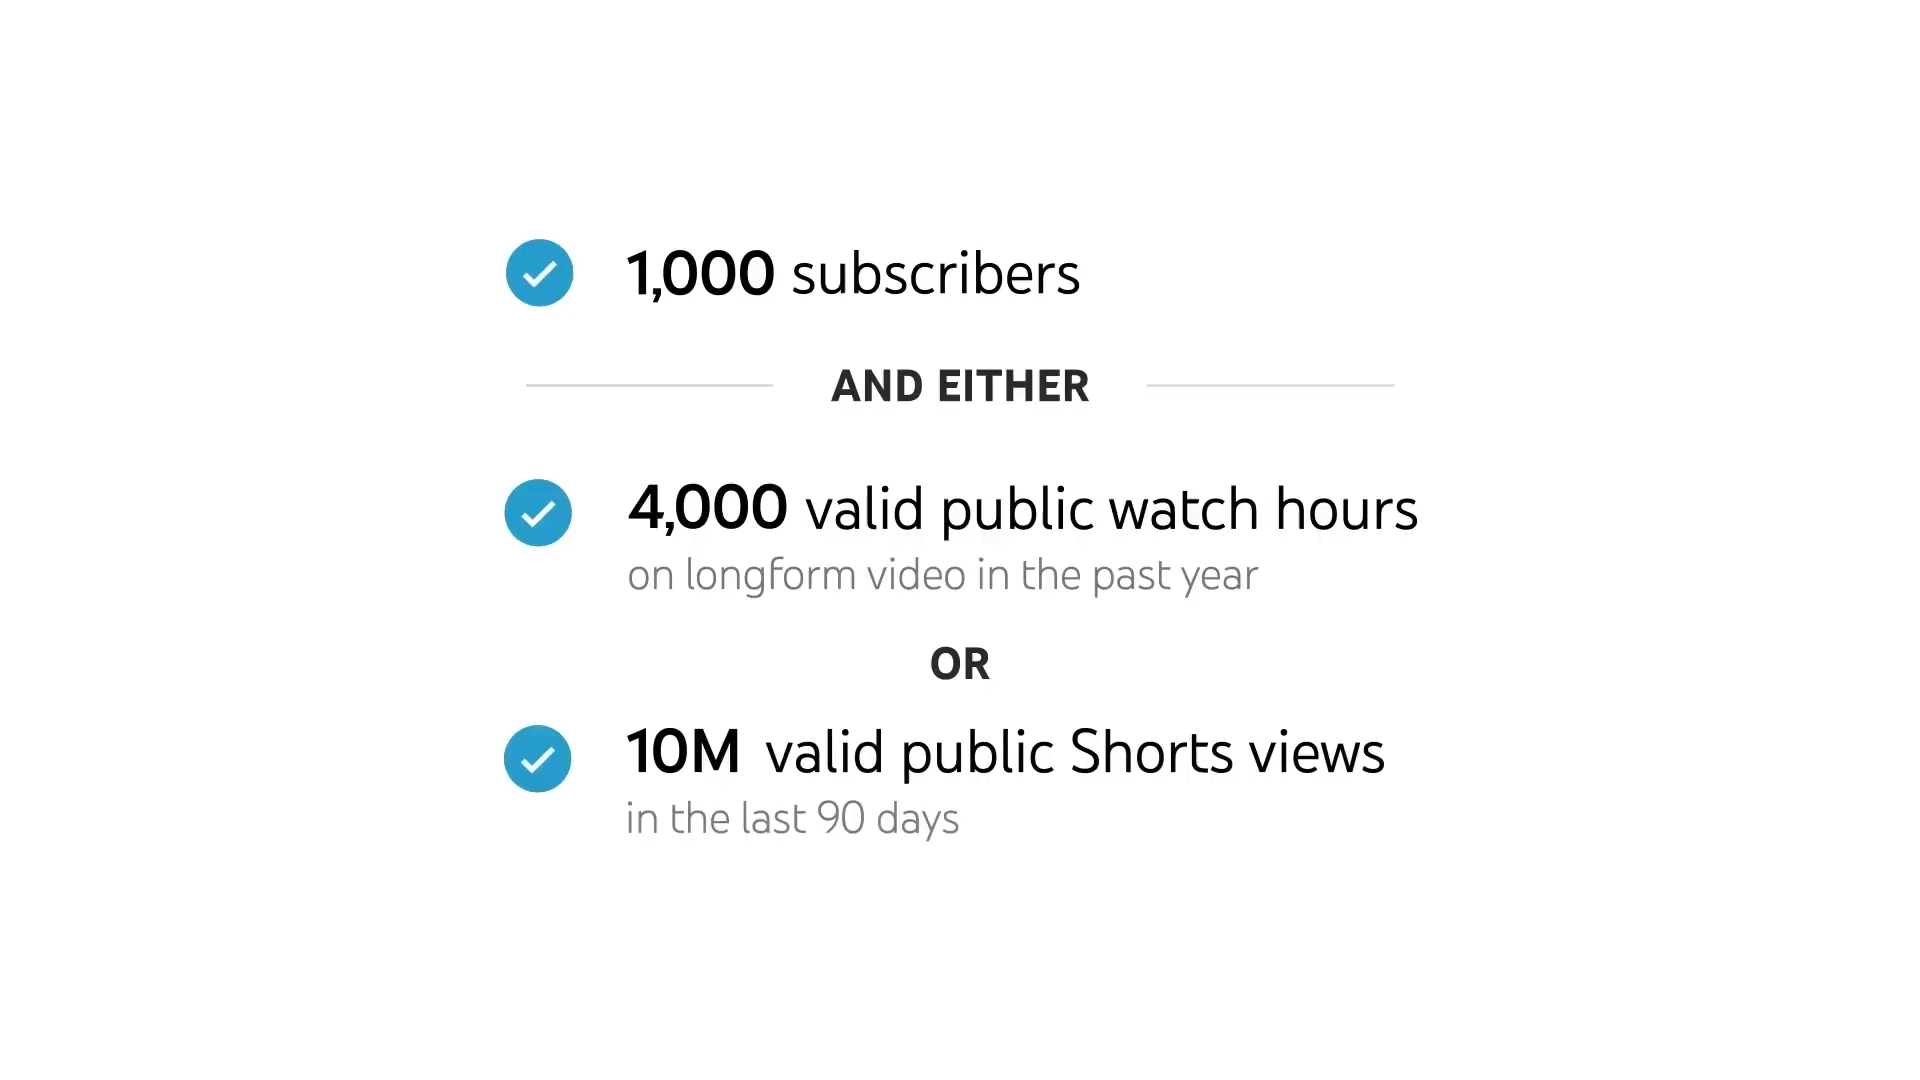 1,000 subscribers
AND EITHER
4,000 valid public watch hours
on longform video in the past year
OR
10M valid public Shorts views
in the last 90 days